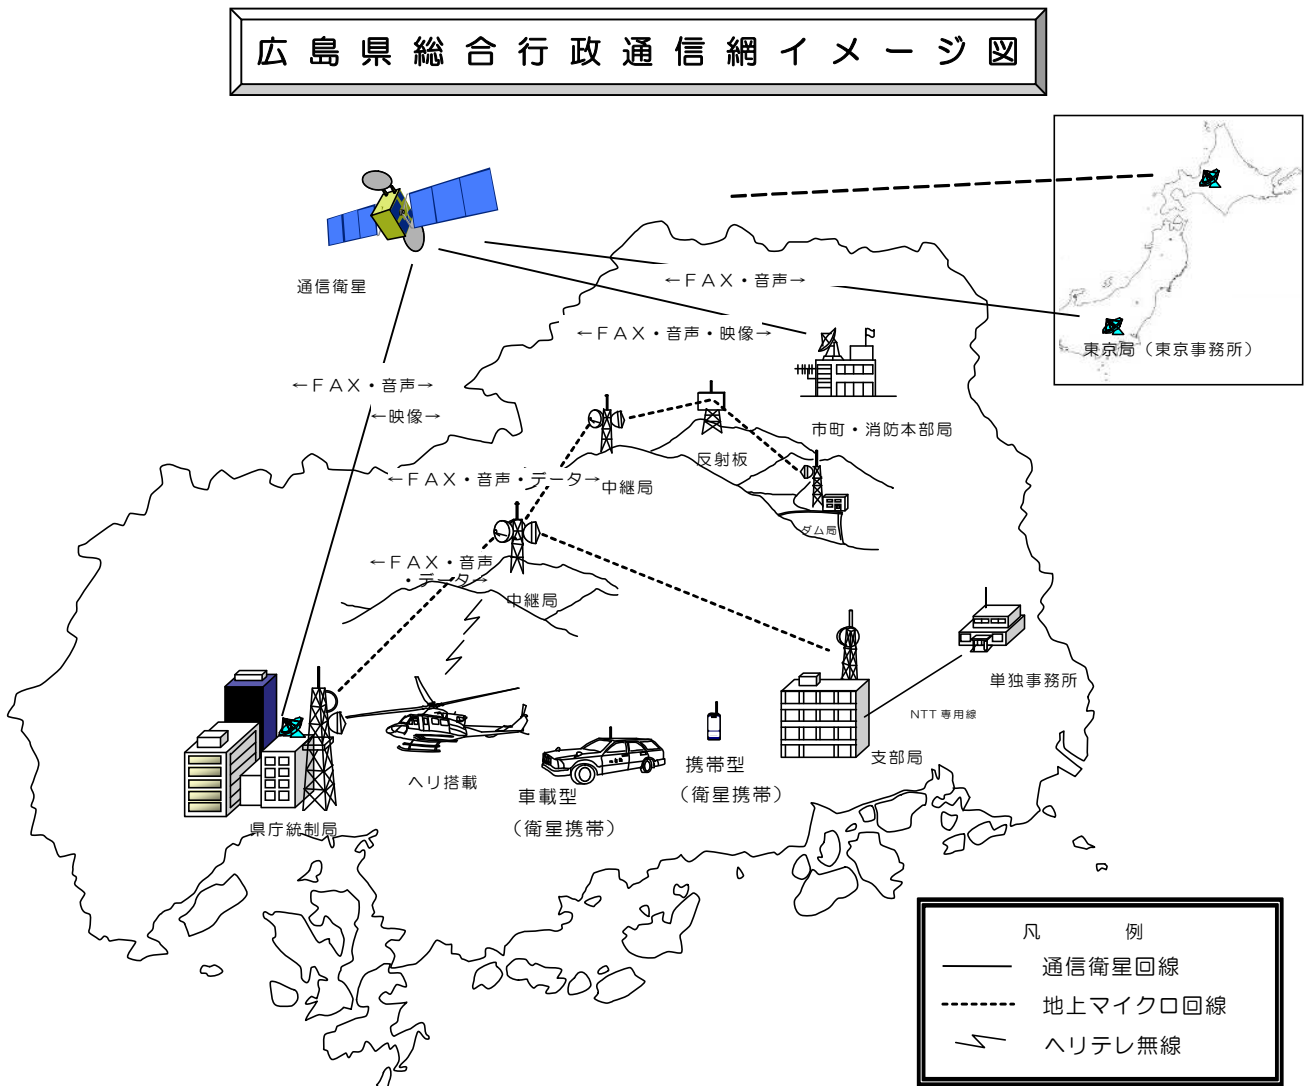 広島県総合行政通信網イメージ図
通信衛星
←ＦＡＸ・音声→
←ＦＡＸ・音声・映像→
東京局（東京事務所）
←ＦＡＸ・音声→
←映像→
市町・消防本部局
反射板
←ＦＡＸ・音声・データ→
中継局
ダム局
←ＦＡＸ・音声
・データ→
中継局
単独事務所
NTT専用線
支部局
携帯型
（衛星携帯）
ヘリ搭載
車載型
（衛星携帯）
県庁統制局
凡　例
通信衛星回線
地上マイクロ回線
ヘリテレ無線